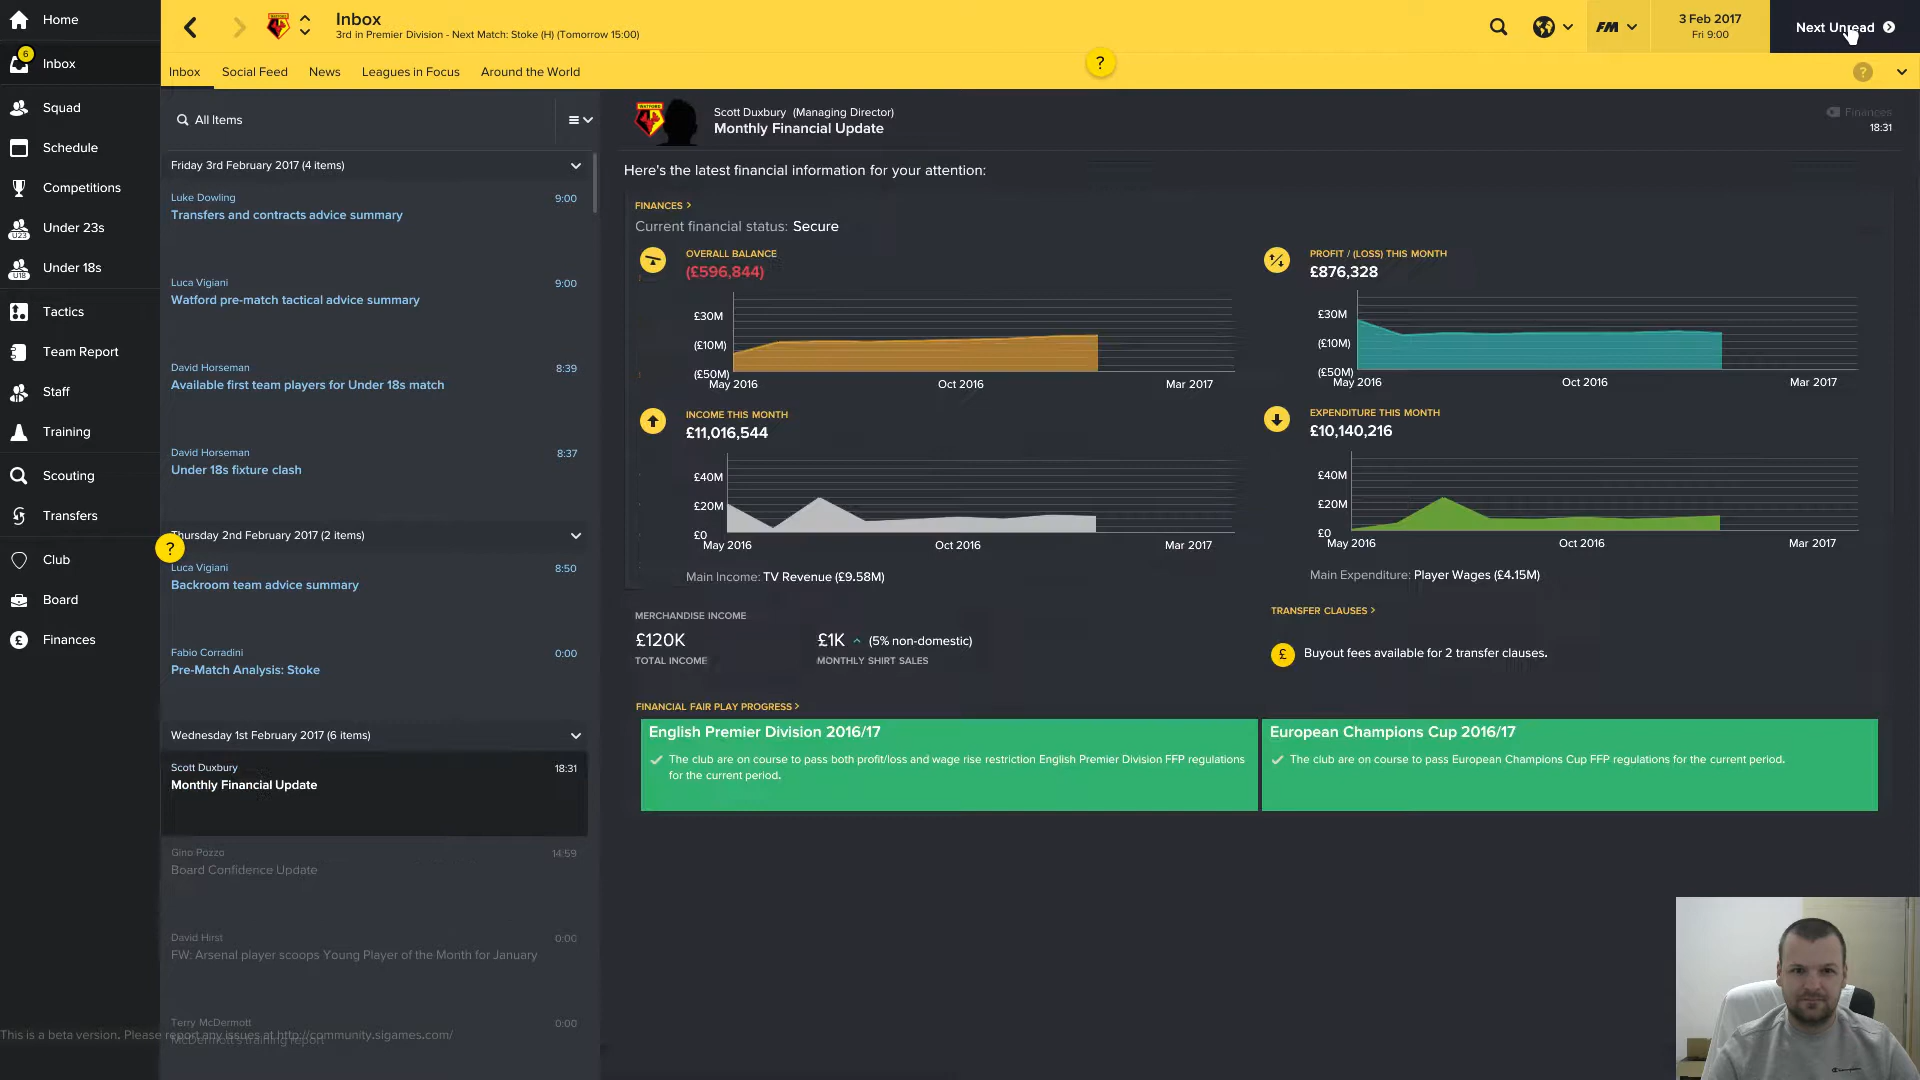 Home
6
Inbox
Squad
Schedule
Competitions
Under 23s
Under 18s
Tactics
Team Report
Staff
Training
Scouting
Transfers
Club
Board
Finances
Inbox
3rd in Premier Division - Next Match: Stoke (H) (Tomorrow 15:00)
FM
3 Feb 2017
Fri 9:00
Next Unread
Inbox
Social Feed
News
Leagues in Focus
Around the World
?
?
All Items
Friday 3rd February 2017 (4 items)
Luke Dowling 9:00
Transfers and contracts advice summary
Luca Vigiani 9:00
Watford pre-match tactical advice summary
David Horseman 8:39
Available first team players for Under 18s match
David Horseman 8:37
Under 18s fixture clash
Thursday 2nd February 2017 (2 items)
?
Luca Vigiani 8:50
Backroom team advice summary
Fabio Corradini 0:00
Pre-Match Analysis: Stoke
Wednesday 1st February 2017 (6 items)
Scott Duxbury 18:31
Monthly Financial Update
Gino Pozzo 14:59
Board Confidence Update
David Hirst 0:00
FW: Arsenal player scoops Young Player of the Month for January
Terry McDermott 0:00
McDermott's training report
This is a beta version. Please report any issues at http://community.sigames.com/
Scott Duxbury (Managing Director)
Monthly Financial Update
Finances
18:31
Here's the latest financial information for your attention:
FINANCES >
Current financial status: Secure
OVERALL BALANCE
(£596,844)
£30M
(£10M)
(£50M)
May 2016 Oct 2016 Mar 2017
PROFIT / (LOSS) THIS MONTH
£876,328
£30M
(£10M)
(£50M)
May 2016 Oct 2016 Mar 2017
INCOME THIS MONTH
£11,016,544
£40M
£20M
£0
May 2016 Oct 2016 Mar 2017
Main Income: TV Revenue (£9.58M)
EXPENDITURE THIS MONTH
£10,140,216
£40M
£20M
£0
May 2016 Oct 2016 Mar 2017
Main Expenditure: Player Wages (£4.15M)
MERCHANDISE INCOME
£120K
TOTAL INCOME
£1K (5% non-domestic)
MONTHLY SHIRT SALES
TRANSFER CLAUSES >
£ Buyout fees available for 2 transfer clauses.
FINANCIAL FAIR PLAY PROGRESS >
English Premier Division 2016/17
The club are on course to pass both profit/loss and wage rise restriction English Premier Division FFP regulations
for the current period.
European Champions Cup 2016/17
The club are on course to pass European Champions Cup FFP regulations for the current period.